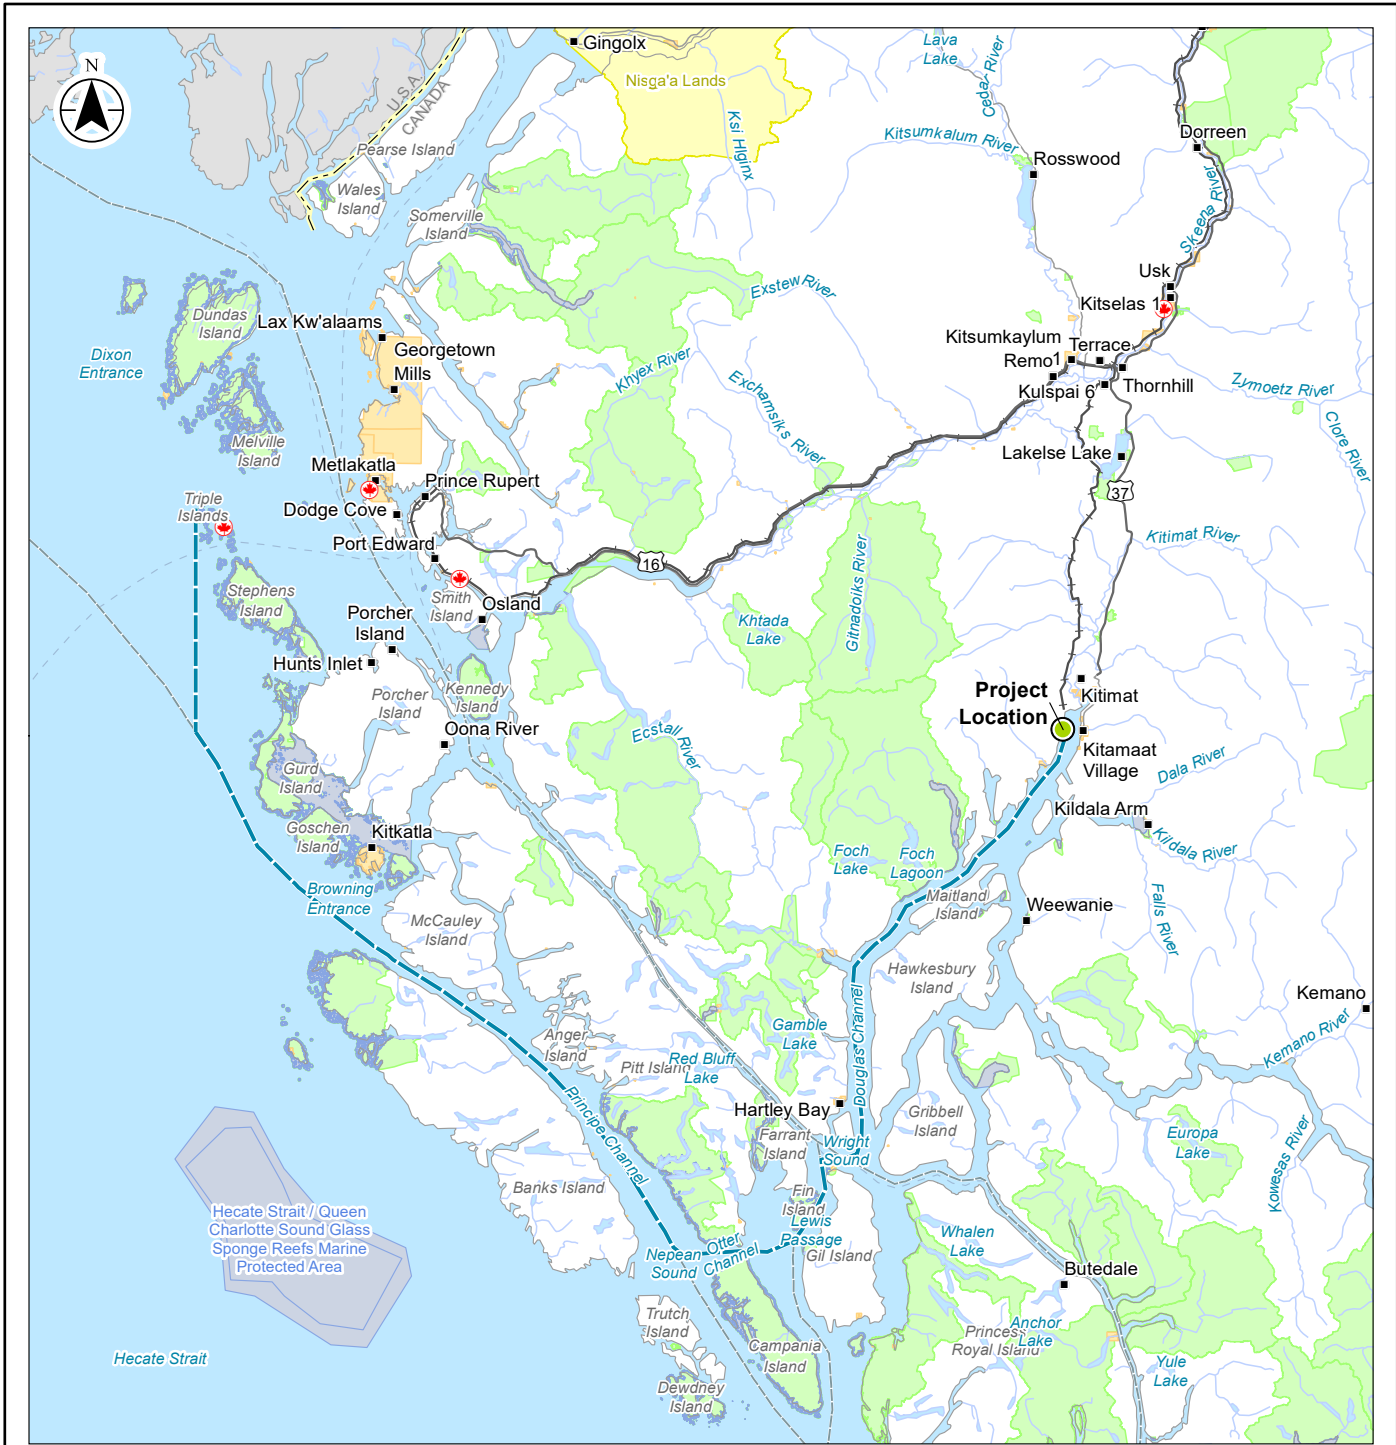 N
Gingolx
Lava
Lake
Cedar River
Nisga'a Lands
U.S.A.
CANADA
Ksi Hlginx
Kitsumkalum River
Dorreen
Pearse Island
Rosswood
Wales
Island
Somerville
Island
Skeena River
Usk
Exstew River
Kitselas 1
Dundas
Island
Lax Kw'alaams
Kitsumkaylum
1
Georgetown
Mills
Terrace
Remo
Dixon
Entrance
Khyex River
Exchamsiks River
Kulspai 6
Thornhill
Zymoetz River
Clore River
Melville
Island
Lakelse Lake
Metlakatla
Prince Rupert
37
Triple
Islands
Dodge Cove
Kitimat River
Port Edward
16
Gitnadoiks River
Stephens
Island
Smith
Island
Osland
Porcher
Island
Khtada
Lake
Hunts Inlet
Kennedy
Island
Porcher
Island
Project
Location
Kitimat
Oona River
Ecstall River
Kitamaat
Village
Dala River
Gurd
Island
Kildala Arm
Goschen
Island
Kitkatla
Kildala River
Foch
Lake
Foch
Lagoon
Browning
Entrance
Maitland
Island
Falls River
Weewanie
McCauley
Island
Hawkesbury
Island
Kemano
Douglas Channel
Gamble
Lake
Kemano River
Anger
Island
Pitt Island
Red Bluff
Lake
Principe Channel
Hartley Bay
Gribbell
Island
Farrant
Island
Wright
Sound
Europa
Lake
Kowesas River
Banks Island
Fin
Island
Hecate Strait / Queen
Charlotte Sound Glass
Sponge Reefs Marine
Protected Area
Lewis
Passage
Whalen
Lake
Nepean
Sound
Otter
Channel
Gil Island
Butedale
Trutch
Island
Anchor
Lake
Princess
Royal Island
Campania
Island
Hecate Strait
Yule
Lake
Dewdney
Island